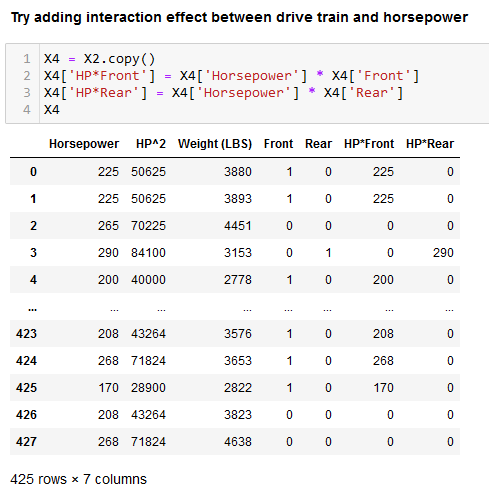 Try adding interaction effect between drive train and horsepower
1 X4 = X2.copy()
2 X4['HP*Front'] = X4['Horsepower'] * X4['Front']
3 X4['HP*Rear'] = X4['Horsepower'] * X4['Rear']
4 X4
Horsepower HP^2 Weight (LBS) Front Rear HP*Front HP*Rear
0 225 50625 3880 1 0 225 0
1 225 50625 3893 1 0 225 0
2 265 70225 4451 0 0 0 0
3 290 84100 3153 0 1 0 290
4 200 40000 2778 1 0 200 0
... ... ... ... ... ... ... ...
423 208 43264 3576 1 0 208 0
424 268 71824 3653 1 0 268 0
425 170 28900 2822 1 0 170 0
426 208 43264 3823 0 0 0 0
427 268 71824 4638 0 0 0 0
425 rows × 7 columns